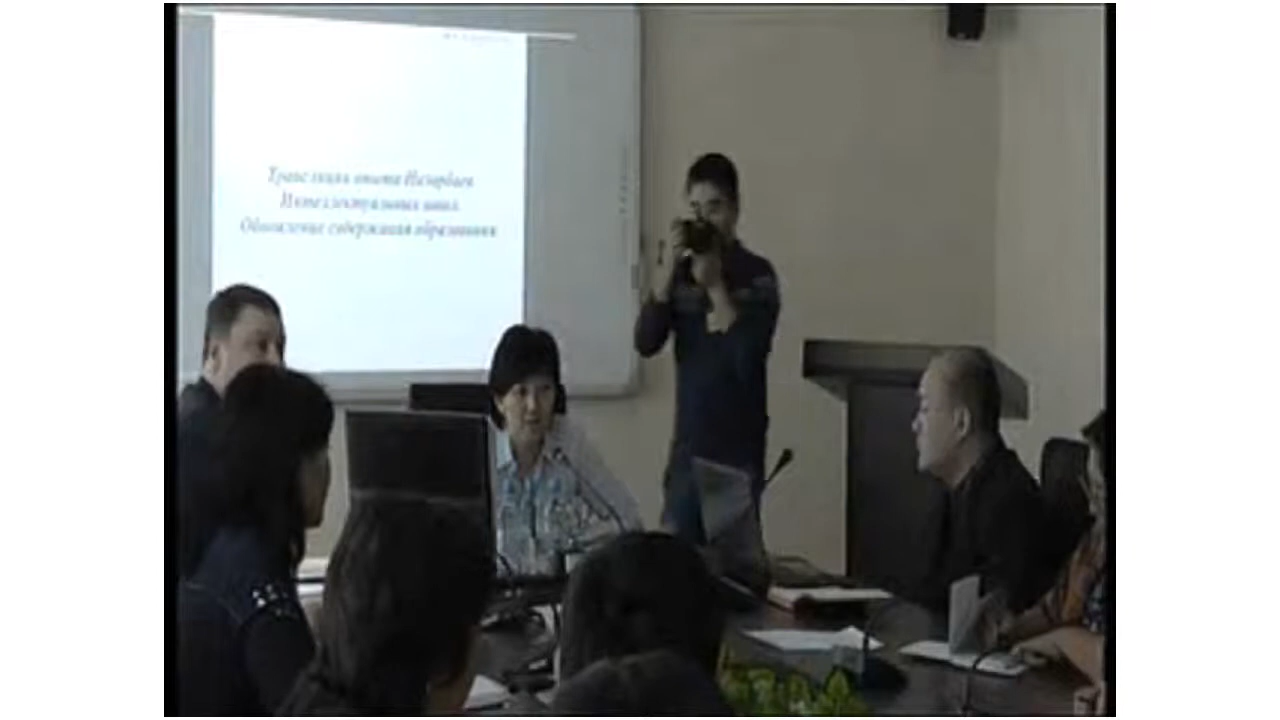 Трансляция опыта Назарбаев
Интеллектуальных школ
Обновление содержания образования